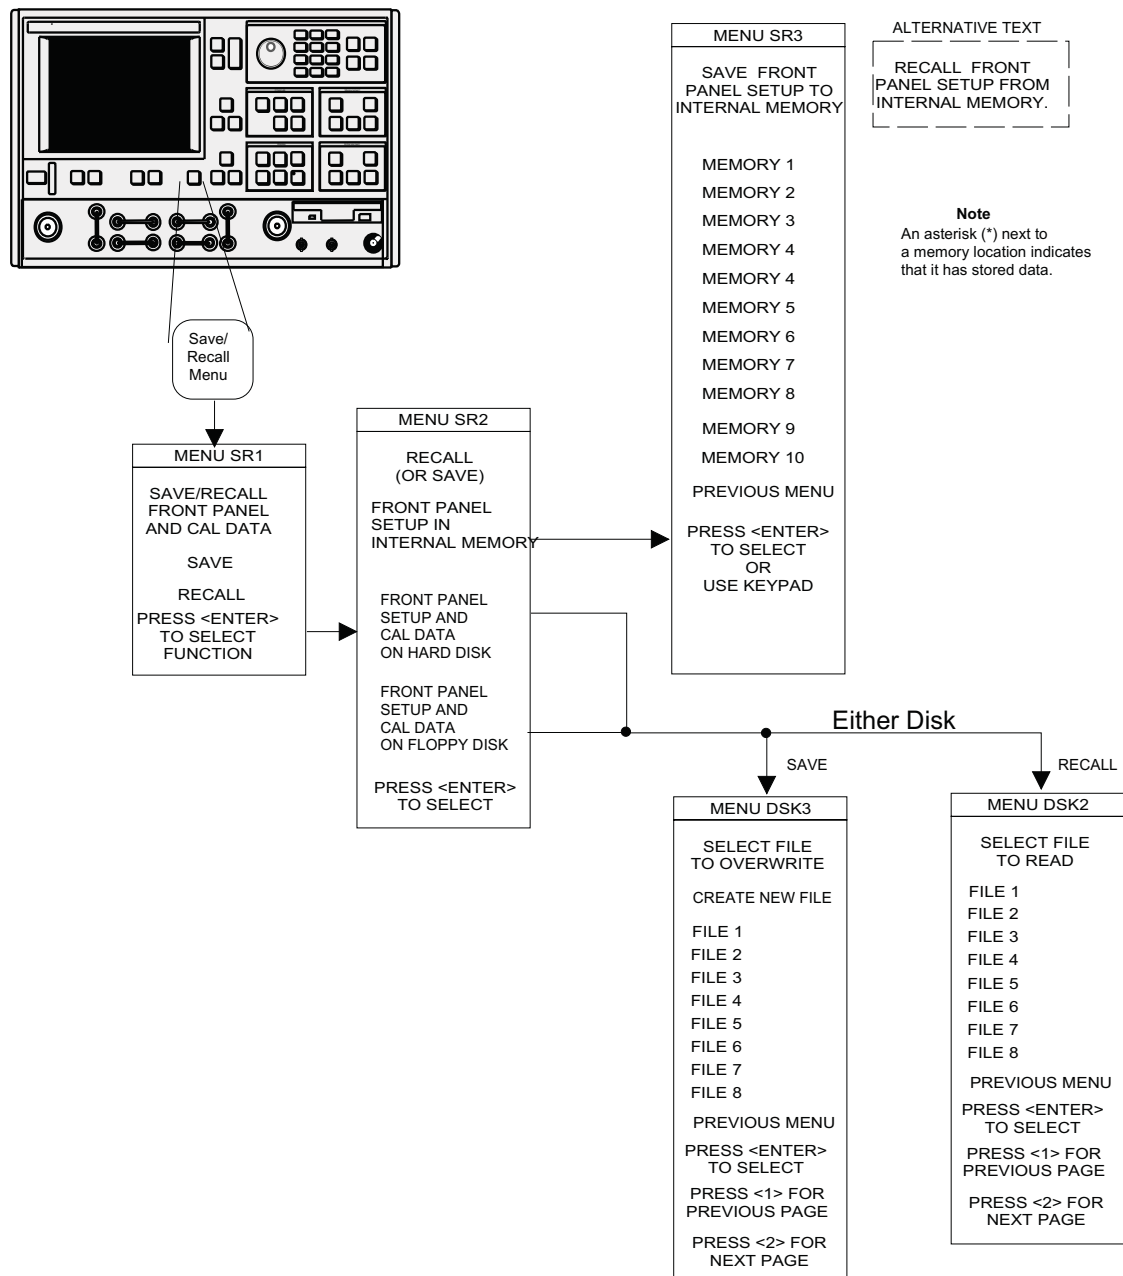 Save/
Recall
Menu
MENU SR1
SAVE/RECALL
FRONT PANEL
AND CAL DATA
SAVE
RECALL
PRESS <ENTER>
TO SELECT
FUNCTION
MENU SR2
RECALL
(OR SAVE)
FRONT PANEL
SETUP IN
INTERNAL MEMORY
FRONT PANEL
SETUP AND
CAL DATA
ON HARD DISK
FRONT PANEL
SETUP AND
CAL DATA
ON FLOPPY DISK
PRESS <ENTER>
TO SELECT
MENU SR3
SAVE FRONT
PANEL SETUP TO
INTERNAL MEMORY
MEMORY 1
MEMORY 2
MEMORY 3
MEMORY 4
MEMORY 4
MEMORY 5
MEMORY 6
MEMORY 7
MEMORY 8
MEMORY 9
MEMORY 10
PREVIOUS MENU
PRESS <ENTER>
TO SELECT
OR
USE KEYPAD
ALTERNATIVE TEXT
RECALL FRONT
PANEL SETUP FROM
INTERNAL MEMORY.
Note
An asterisk (*) next to
a memory location indicates
that it has stored data.
Either Disk
SAVE
RECALL
MENU DSK3
SELECT FILE
TO OVERWRITE
CREATE NEW FILE
FILE 1
FILE 2
FILE 3
FILE 4
FILE 5
FILE 6
FILE 7
FILE 8
PREVIOUS MENU
PRESS <ENTER>
TO SELECT
PRESS <1> FOR
PREVIOUS PAGE
PRESS <2> FOR
NEXT PAGE
MENU DSK2
SELECT FILE
TO READ
FILE 1
FILE 2
FILE 3
FILE 4
FILE 5
FILE 6
FILE 7
FILE 8
PREVIOUS MENU
PRESS <ENTER>
TO SELECT
PRESS <1> FOR
PREVIOUS PAGE
PRESS <2> FOR
NEXT PAGE